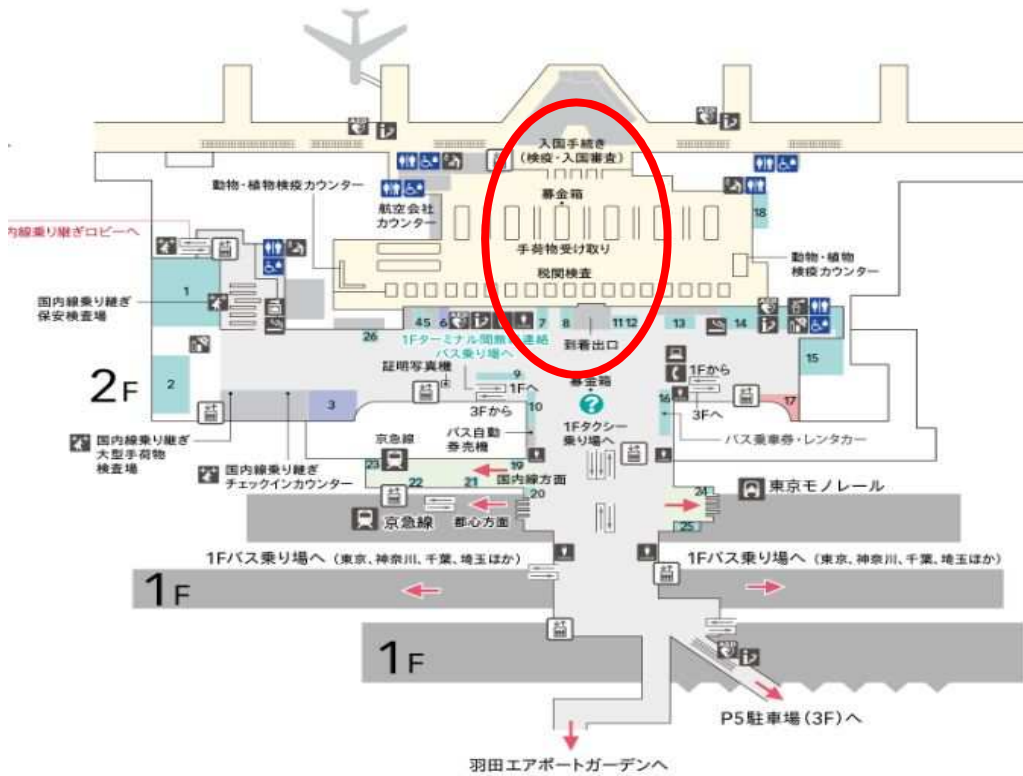 入国手続き
(検疫・入国審査)
動物・植物検疫カウンター
募金箱
航空会社
カウンター
18
内線乗り継ぎロビーへ
手荷物受け取り
動物・植物
検疫カウンター
税関検査
1
国内線乗り継ぎ
保安検査場
26
45
6
7
8
11
12
13
14
1Fターミナル間無
連絡
バス乗り場へ
到着出口
15
証明写真機
2F
2
3
9
1Fへ
3Fから
10
募金箱
?
1Fタクシー
乗り場へ
16
1Fから
3Fへ
17
バス乗車券・レンタカー
国内線乗り継ぎ
大型手荷物
検査場
国内線乗り継ぎ
チェックインカウンター
京急線
バス自動
券売機
23
22
21
19
国内線方面
20
京急線
都心方面
24
25
東京モノレール
1Fバス乗り場へ(東京、神奈川、千葉、埼玉ほか)
1Fバス乗り場へ(東京、神奈川、千葉、埼玉ほか)
1F
1F
P5駐車場(3F)へ
羽田エアポートガーデンへ